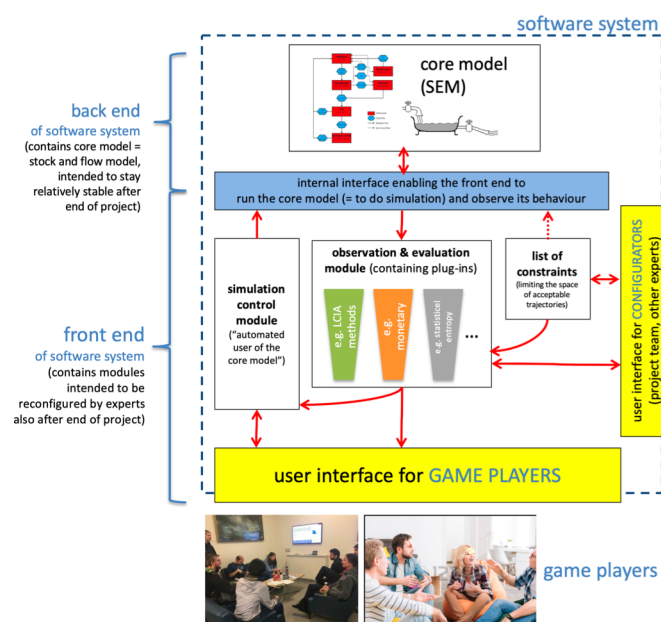 software system
core model
(SEM)
back end
of software system
(contains core model =
stock and flow model,
intended to stay
relatively stable after
end of project)
internal interface enabling the front end to
run the core model (= to do simulation) and observe its behaviour
simulation
control
module
("automated
user of the
core model")
observation & evaluation
module (containing plug-ins)
e.g. LCIA
methods
e.g.
monetary
e.g. statisticel
entropy
...
list of
constraints
(limiting the space
of acceptable
trajectories)
user interface for CONFIGURATORS
(project team, other experts)
front end
of software system
(contains modules
intended to be
reconfigured by experts
also after end of project)
user interface for GAME PLAYERS
game players